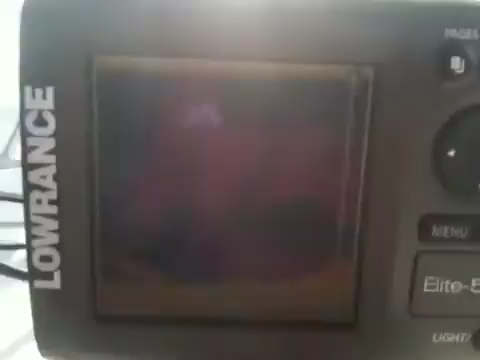 LOWRANCE
PAGES
MENU
Elite-5
LIGHT/